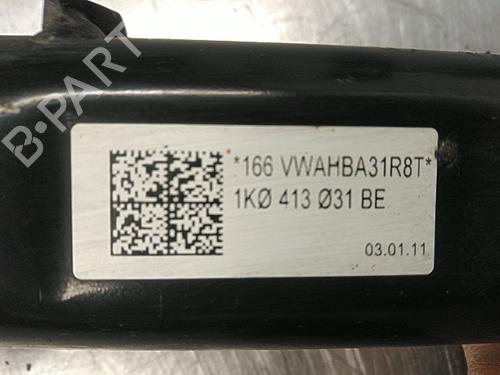 B-PART
*166 VWAHBA31R8T*
1KØ 413 Ø31 BE
03.01.11